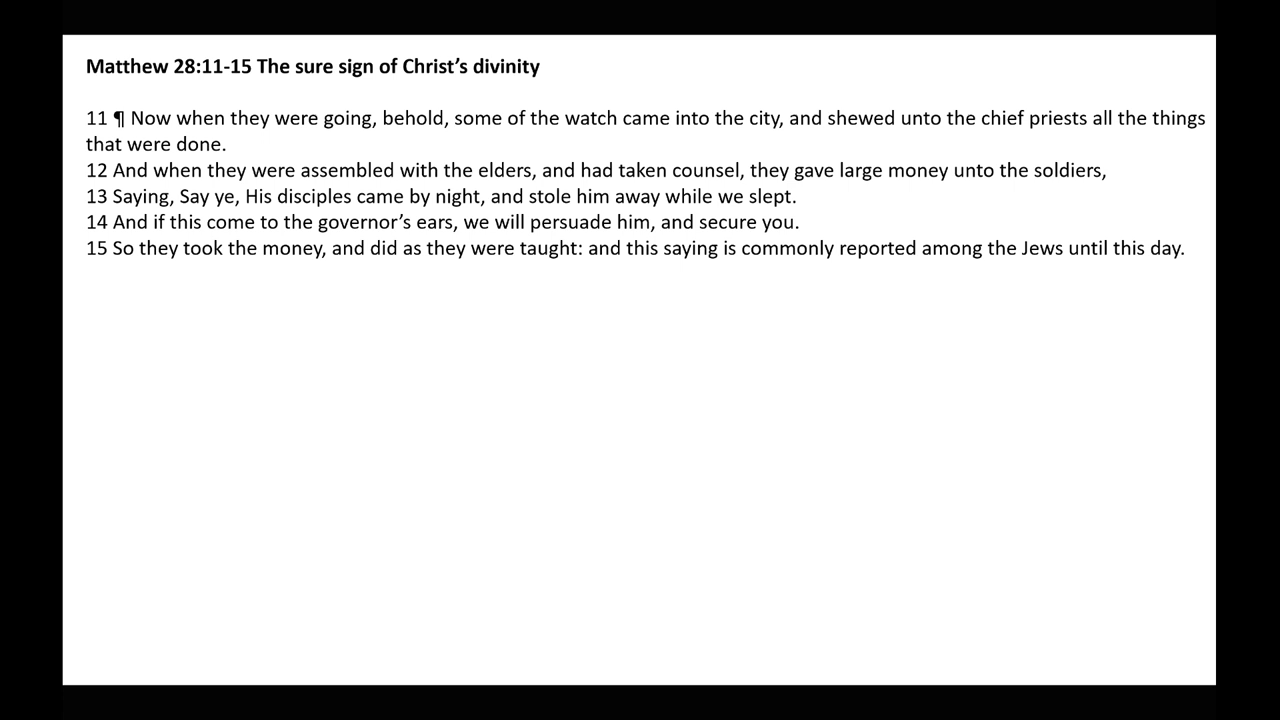 Matthew 28:11-15 The sure sign of Christ’s divinity
11 ¶ Now when they were going, behold, some of the watch came into the city, and shewed unto the chief priests all the things
that were done.
12 And when they were assembled with the elders, and had taken counsel, they gave large money unto the soldiers,
13 Saying, Say ye, His disciples came by night, and stole him away while we slept.
14 And if this come to the governor’s ears, we will persuade him, and secure you.
15 So they took the money, and did as they were taught: and this saying is commonly reported among the Jews until this day.